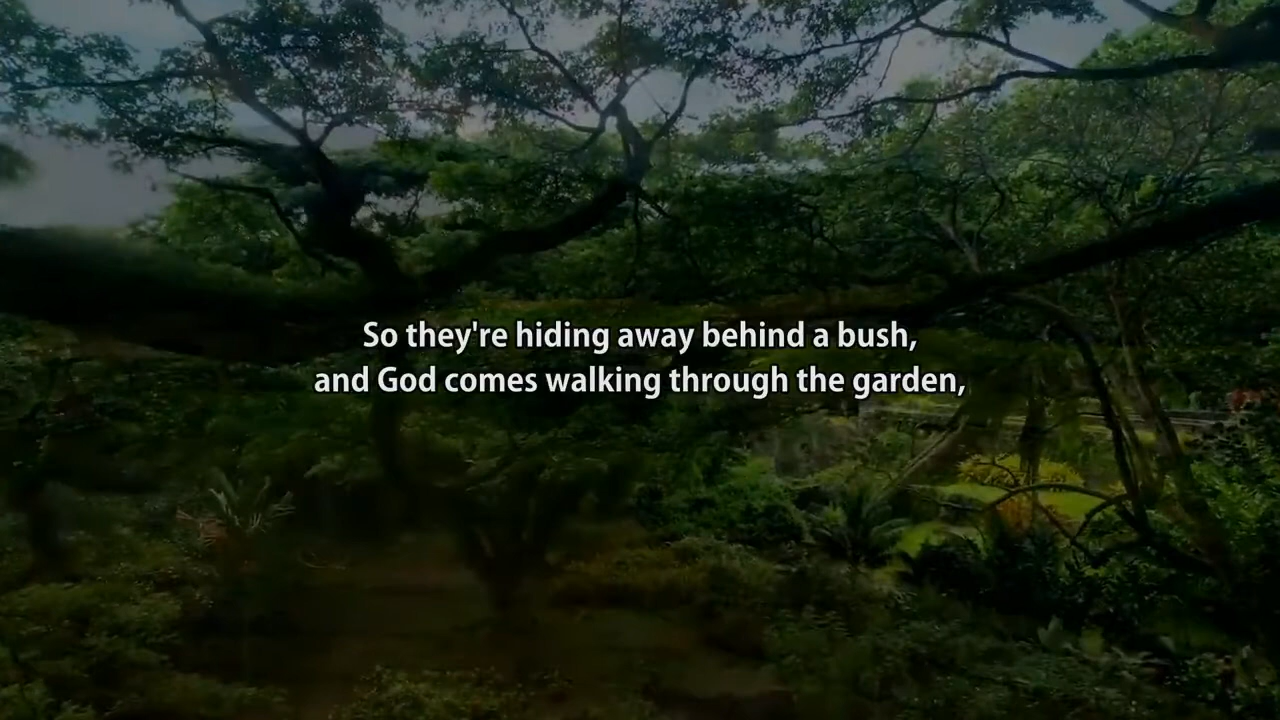 So they're hiding away behind a bush,
and God comes walking through the garden,